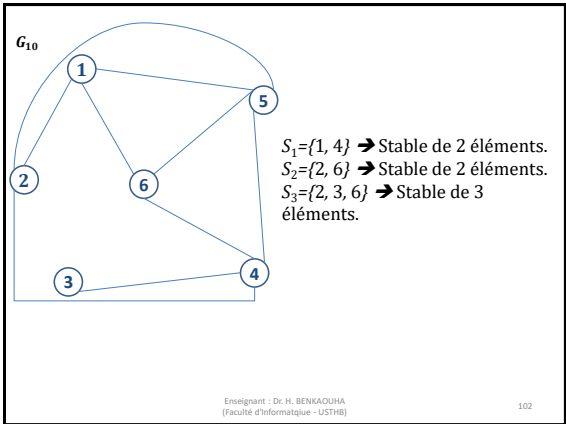 G₁₀
1
5
2
6
3
4
S₁={1, 4} ➔ Stable de 2 éléments.
S₂={2, 6} ➔ Stable de 2 éléments.
S₃={2, 3, 6} ➔ Stable de 3
éléments.
Enseignant : Dr. H. BENKAOUHA
(Faculté d'Informatqiue - USTHB)
102